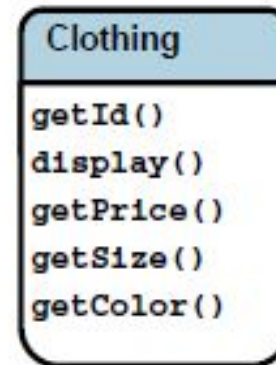 Clothing
getId()
display()
getPrice()
getSize()
getColor()